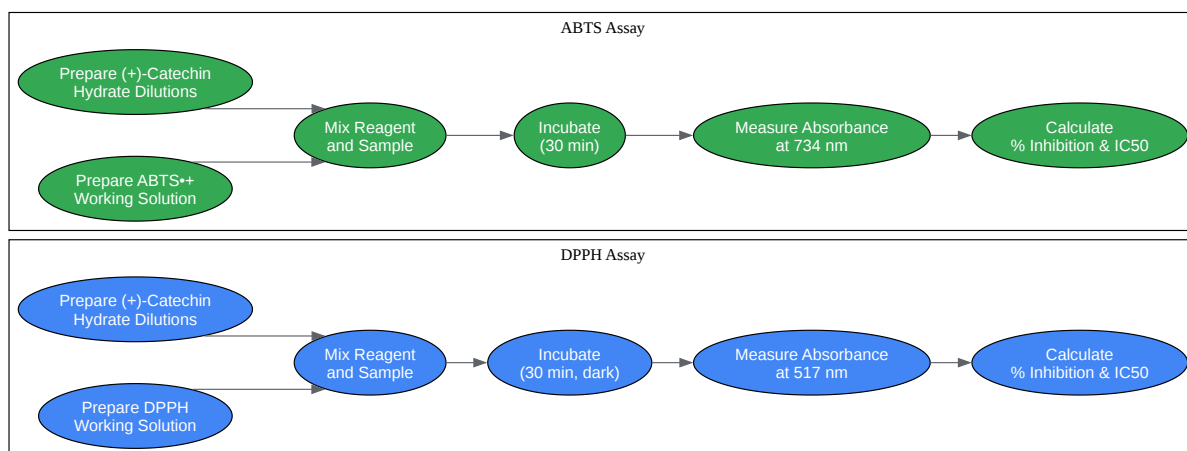 ABTS Assay
Prepare (+)-Catechin
Hydrate Dilutions
Prepare ABTS•+
Working Solution
Mix Reagent
and Sample
Incubate
(30 min)
Measure Absorbance
at 734 nm
Calculate
% Inhibition & IC50
DPPH Assay
Prepare (+)-Catechin
Hydrate Dilutions
Prepare DPPH
Working Solution
Mix Reagent
and Sample
Incubate
(30 min, dark)
Measure Absorbance
at 517 nm
Calculate
% Inhibition & IC50